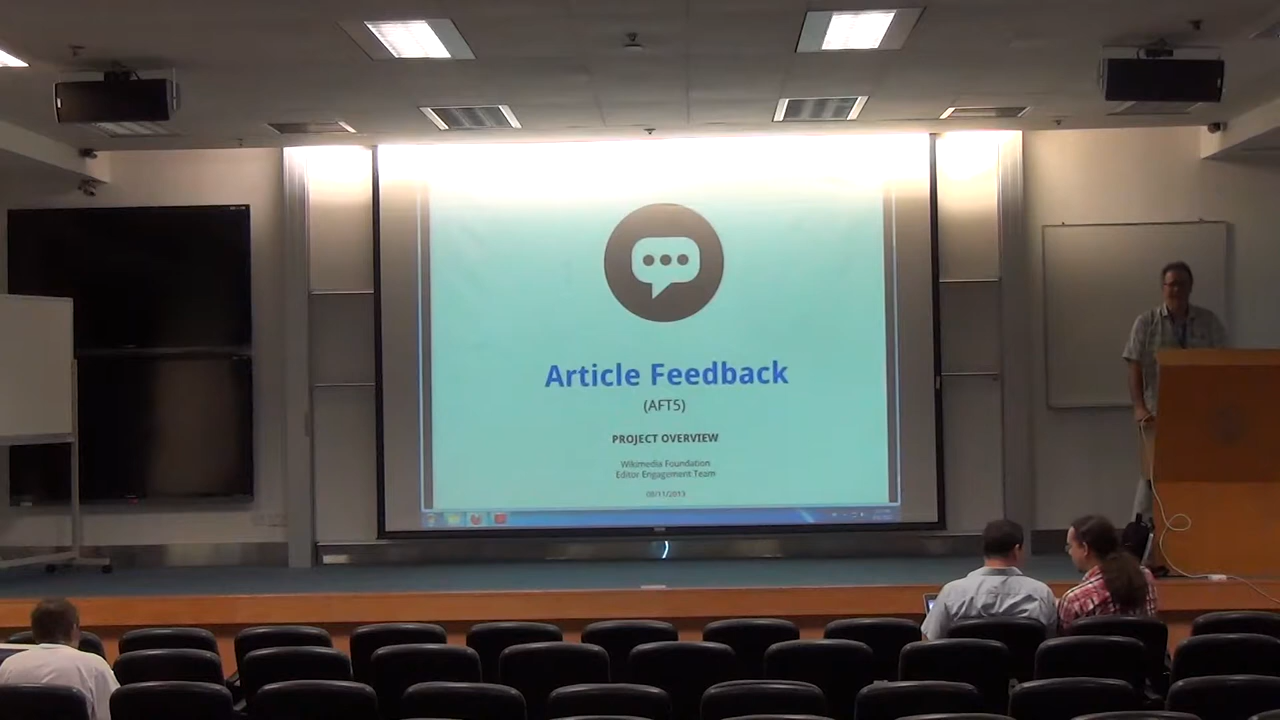 Article Feedback
(AFT5)
PROJECT OVERVIEW
Wikimedia Foundation
Editor Engagement Team
08/11/2013